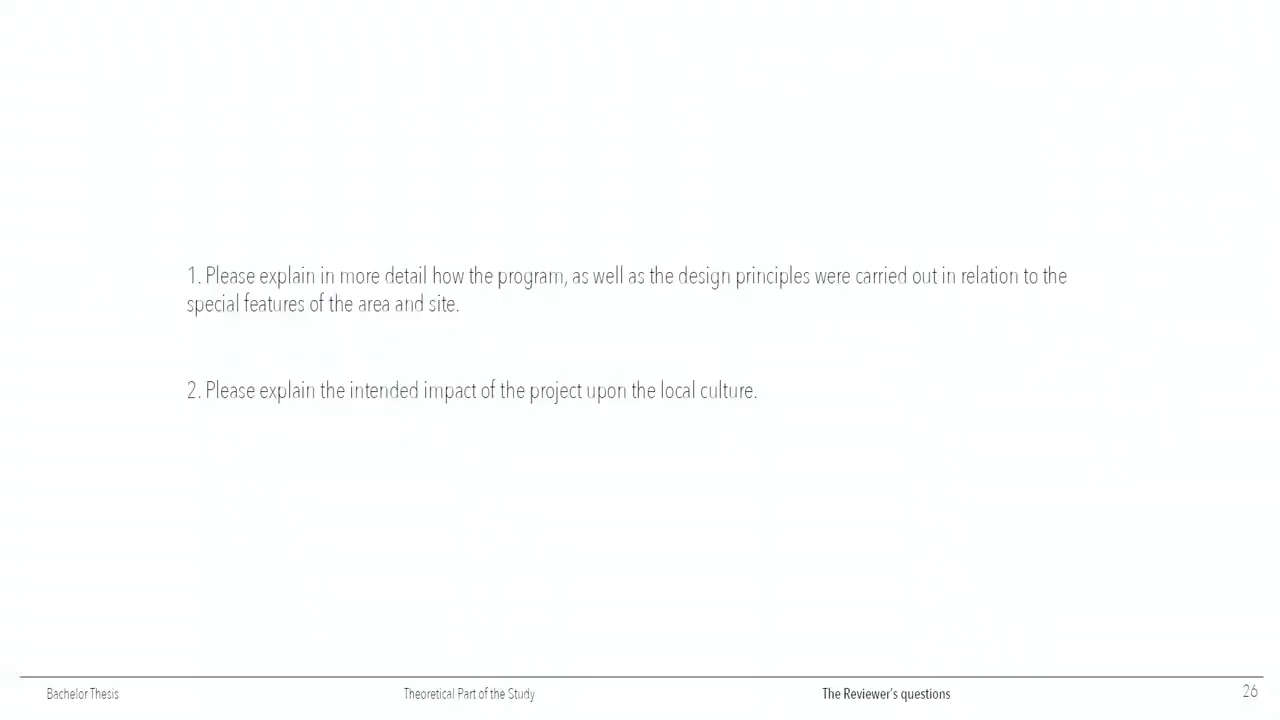 1. Please explain in more detail how the program, as well as the design principles were carried out in relation to the
special features of the area and site.
2. Please explain the intended impact of the project upon the local culture.
Bachelor Thesis
Theoretical Part of the Study
The Reviewer's questions
26